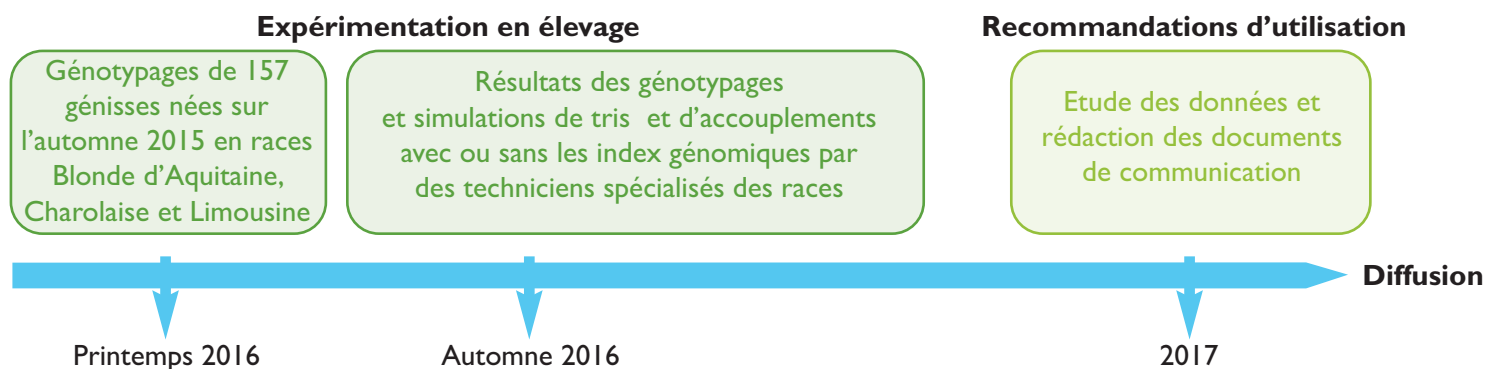 Expérimentation en élevage
Recommandations d’utilisation
Génotypages de 157
génisses nées sur
l’automne 2015 en races
Blonde d’Aquitaine,
Charolaise et Limousine
Résultats des génotypages
et simulations de tris et d’accouplements
avec ou sans les index génomiques par
des techniciens spécialisés des races
Etude des données et
rédaction des documents
de communication
Diffusion
Printemps 2016
Automne 2016
2017